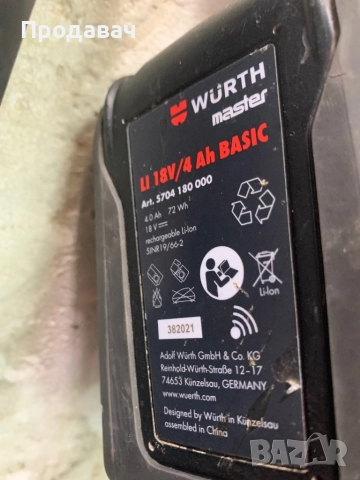 Продавач
WÜRTH
master
LI 18V/4 Ah BASIC
Art. 5704 180 000
4.0 Ah 72 Wh
18 V
rechargeable Li-Ion
5INR19/66-2
Li-Ion
382021
Adolf Würth GmbH & Co. KG
Reinhold-Würth-Straße 12–17
74653 Künzelsau, GERMANY
www.wuerth.com
Designed by Würth in Künzelsau
assembled in China
BAZAR